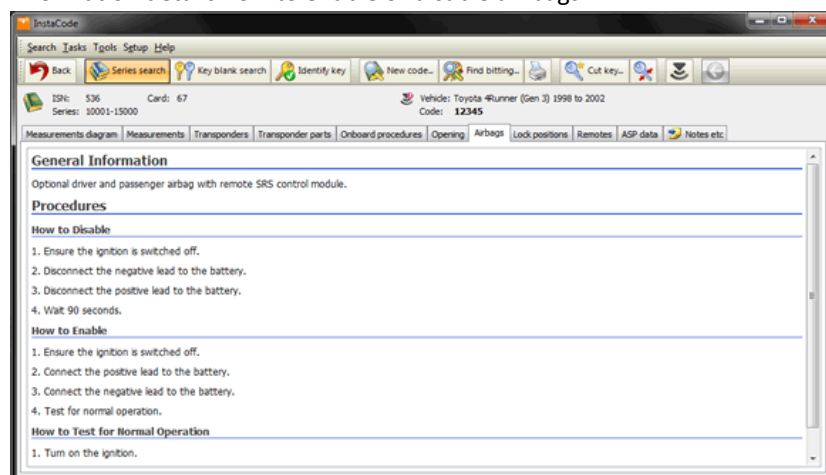 InstaCode
Search Tasks Tools Setup Help
Back Series search Key blank search Identify key New code... Find bitting... Cut key...
ISN: 536 Card: 67 Vehicle: Toyota 4Runner (Gen 3) 1998 to 2002
Series: 10001-15000 Code: 12345
Measurements diagram Measurements Transponders Transponder parts Onboard procedures Opening Airbags Lock positions Remotes ASP data Notes etc
General Information
Optional driver and passenger airbag with remote SRS control module.
Procedures
How to Disable
1. Ensure the ignition is switched off.
2. Disconnect the negative lead to the battery.
3. Disconnect the positive lead to the battery.
4. Wait 90 seconds.
How to Enable
1. Ensure the ignition is switched off.
2. Connect the positive lead to the battery.
3. Connect the negative lead to the battery.
4. Test for normal operation.
How to Test for Normal Operation
1. Turn on the ignition.